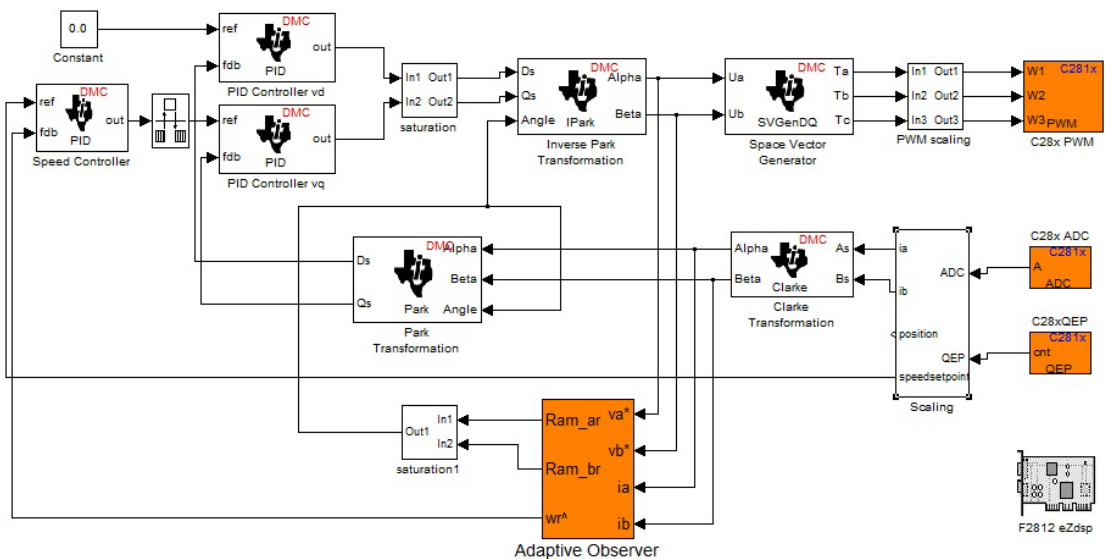 0.0
Constant
ref
fdb
DMC
PID
out
PID Controller vd
ref
fdb
DMC
PID
out
Speed Controller
ref
fdb
DMC
PID
out
PID Controller vq
In1 Out1
In2 Out2
saturation
Ds
Qs
Angle
DMC
IPark
Alpha
Beta
Inverse Park
Transformation
Ua
Ub
DMC
SVGenDQ
Ta
Tb
Tc
Space Vector
Generator
In1 Out1
In2 Out2
In3 Out3
PWM scaling
C281x
W1
W2
W3
PWM
C28x PWM
Ds
Qs
DMC
Park
Alpha
Beta
Angle
Park
Transformation
Alpha
Beta
DMC
Clarke
As
Bs
Clarke
Transformation
ia
ib
position
speedsetpoint
ADC
QEP
Scaling
C28x ADC
C281x
A
ADC
C28xQEP
C281x
cnt
QEP
Out1
In1
In2
saturation1
Ram_ar
Ram_br
wr^
va*
vb*
ia
ib
Adaptive Observer
F2812 eZdsp